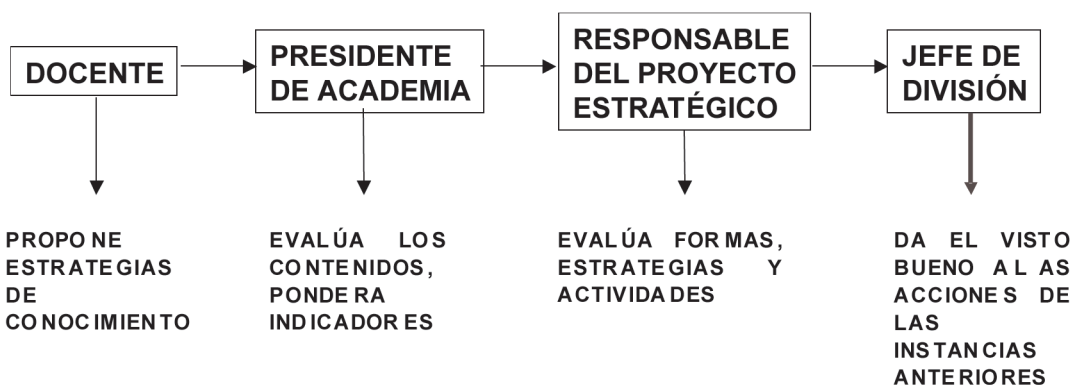 DOCENTE
PRESIDENTE
DE ACADEMIA
RESPONSABLE
DEL PROYECTO
ESTRATÉGICO
JEFE DE
DIVISIÓN
PROPONE
ESTRATEGIAS
DE
CONOCIMIENTO
EVALÚA LOS
CONTENIDOS,
PONDERA
INDICADORES
EVALÚA FORMAS,
ESTRATEGIAS Y
ACTIVIDADES
DA EL VISTO
BUENO A LAS
ACCIONES DE
LAS
INSTANCIAS
ANTERIORES